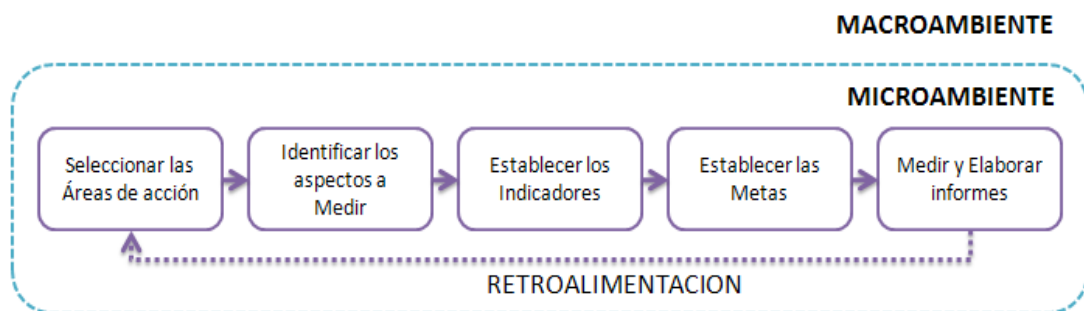 MACROAMBIENTE
MICROAMBIENTE
Seleccionar las
Áreas de acción
Identificar los
aspectos a
Medir
Establecer los
Indicadores
Establecer las
Metas
Medir y Elaborar
informes
RETROALIMENTACION